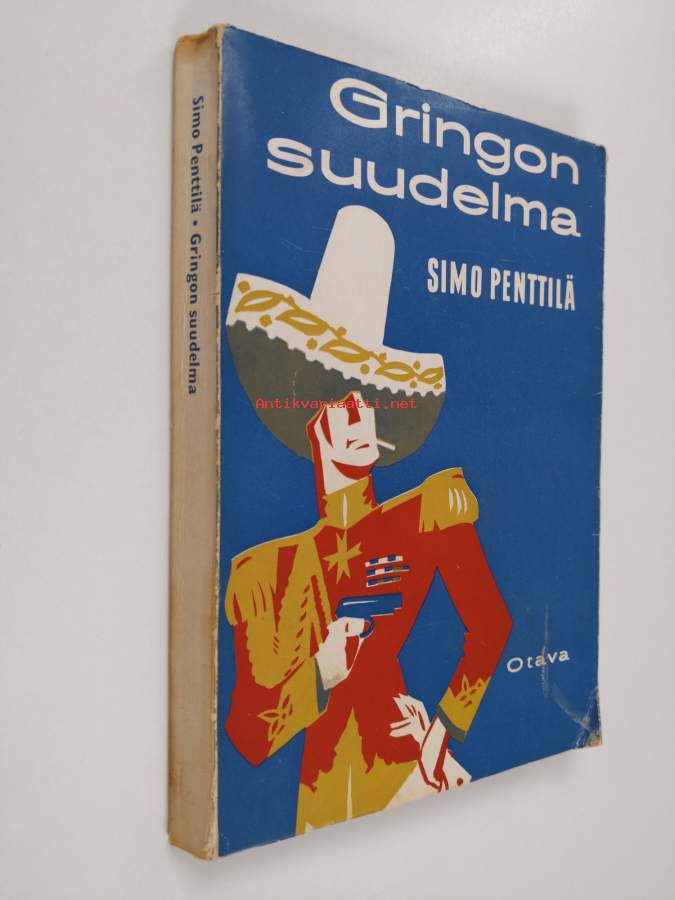 Simo Penttilä • Gringon suudelma
Gringon
suudelma
SIMO PENTTILÄ
Antikvariaatti.net
Otava